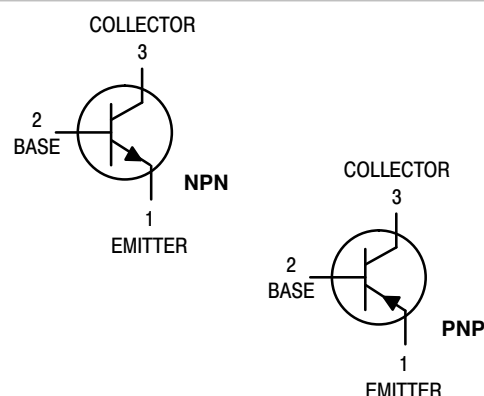 COLLECTOR
3
2
BASE
NPN
1
EMITTER
COLLECTOR
3
2
BASE
PNP
1
EMITTER